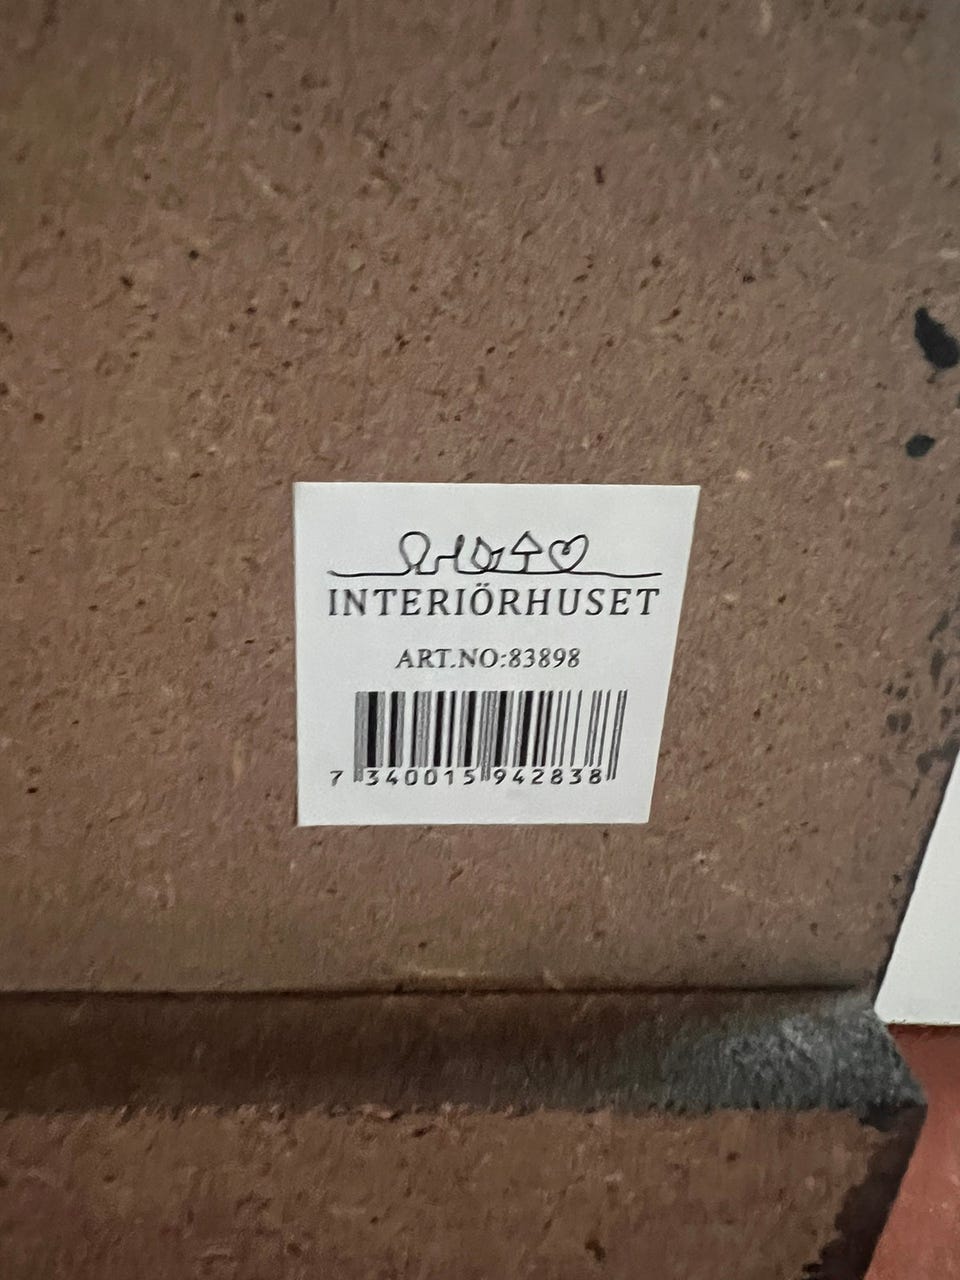 INTERIÖRHUSET
ART.NO:83898
7 340015 942838